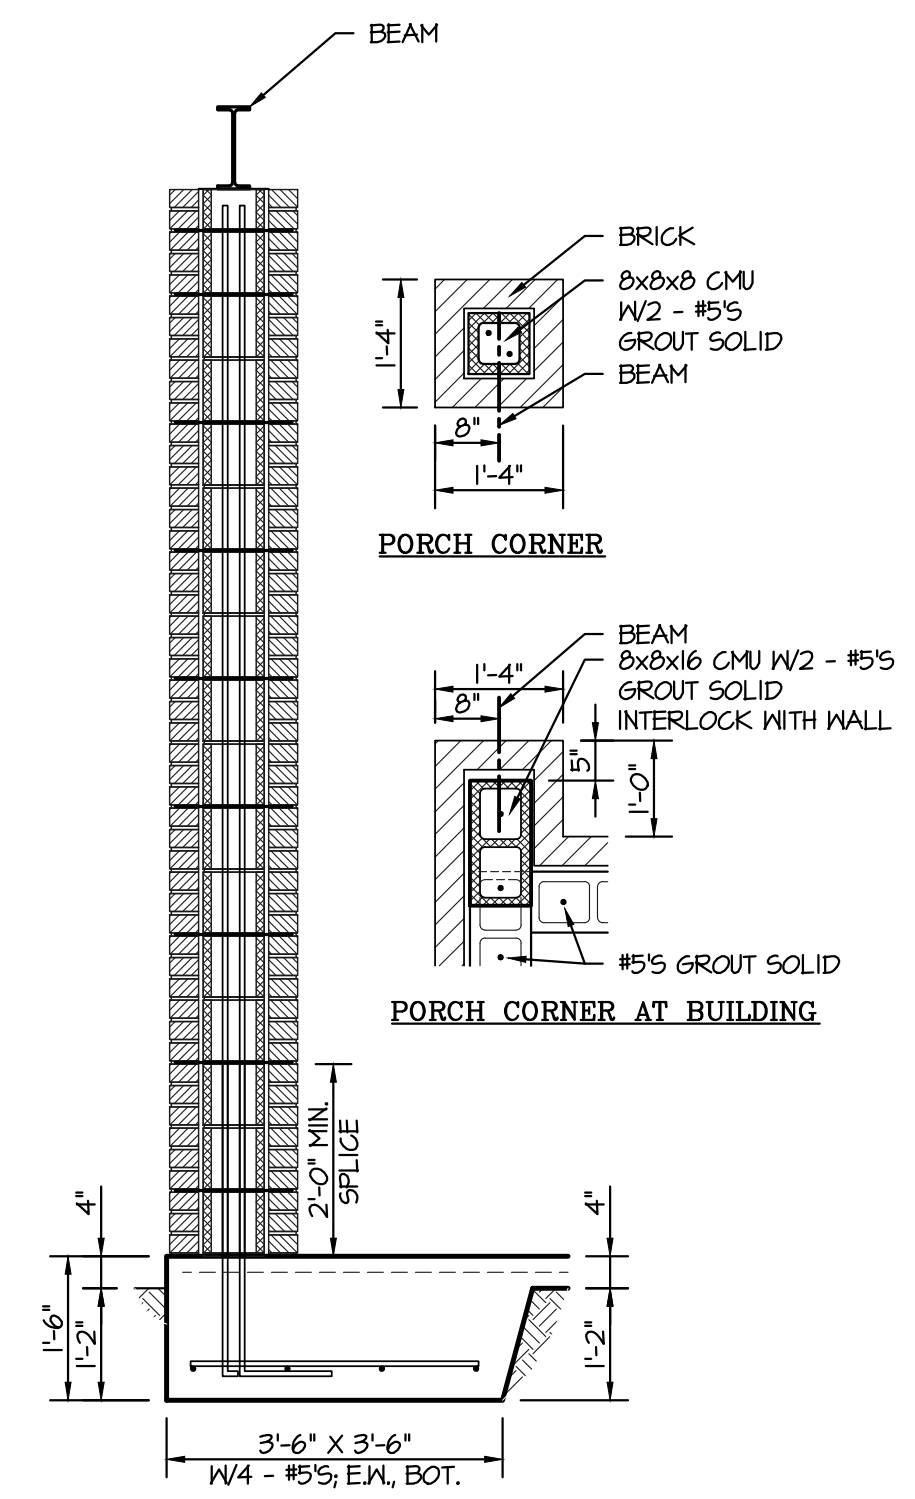 BEAM
BRICK
8x8x8 CMU
W/2 - #5'S
GROUT SOLID
BEAM
1'-4"
8"
1'-4"
PORCH CORNER
BEAM
8x8x16 CMU W/2 - #5'S
GROUT SOLID
INTERLOCK WITH WALL
1'-4"
8"
5"
1'-0"
#5'S GROUT SOLID
PORCH CORNER AT BUILDING
2'-0" MIN.
SPLICE
4"
1'-6"
1'-2"
4"
1'-2"
3'-6" X 3'-6"
W/4 - #5'S; E.W., BOT.